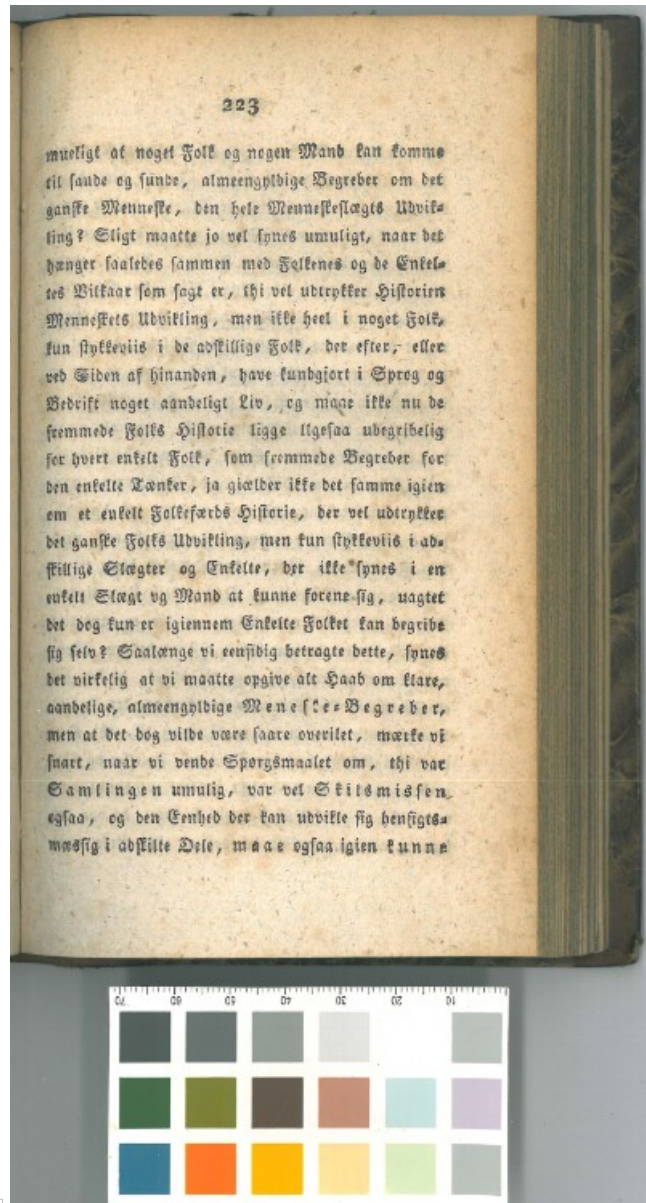 223
mueligt at noget Folk og nogen Mand kan komme
til sande og sunde, almeengyldige Begreber om det
ganske Menneske, den hele Menneskeslægts Udvik-
ling? Sligt maatte jo vel synes umuligt, naar det
hænger saaledes sammen med Folkenes og de Enkel-
tes Vilkaar som sagt er, thi vel udtrykker Historien
Menneskets Udvikling, men ikke heel i noget Folk,
kun stykkeviis i de adskillige Folk, der efter, eller
ved Siden af hinanden, have kundgjort i Sprog og
Bedrift noget aandeligt Liv, og maae ikke nu de
fremmede Folks Historie ligge ligesaa ubegribelig
for hvert enkelt Folk, som fremmede Begreber for
den enkelte Tænker, ja giælder ikke det samme igien
om et enkelt Folkefærds Historie, der vel udtrykker
det ganske Folks Udvikling, men kun stykkeviis i ad-
skillige Slægter og Enkelte, der ikke synes i en
enkelt Slægt og Mand at kunne forene sig, uagtet
det dog kun er igiennem Enkelte Folket kan begribe
sig selv? Saalænge vi eensidig betragte dette, synes
det virkelig at vi maatte opgive alt Haab om klare,
aandelige, almeengyldige Meneske-Begreber,
men at det dog vilde være saare overilet, mærke vi
snart, naar vi vende Spørgsmaalet om, thi var
Samlingen umulig, var vel Skilsmissen
ogsaa, og den Eenhed der kan udvikle sig hensigts-
mæssig i adskilte Dele, maae ogsaa igien kunne
70 60 50 40 30 20 10